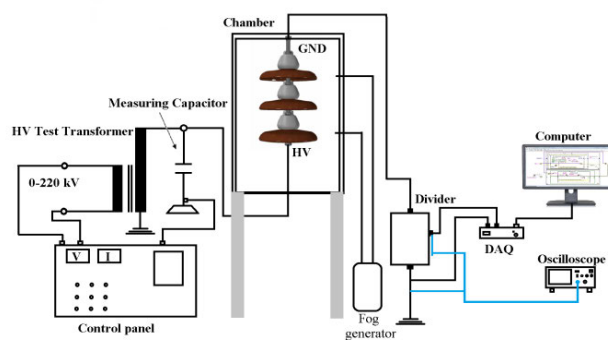 Chamber
GND
Measuring Capacitor
HV Test Transformer
HV
Computer
0-220 kV
Divider
DAQ
V
I
Oscilloscope
Fog
generator
Control panel